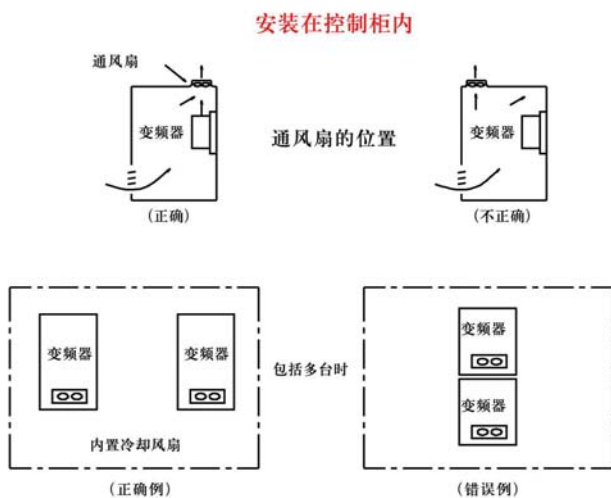 安装在控制柜内
通风扇
变频器
通风扇的位置
变频器
(正确)
(不正确)
变频器
变频器
包括多台时
变频器
变频器
内置冷却风扇
(正确例)
(错误例)